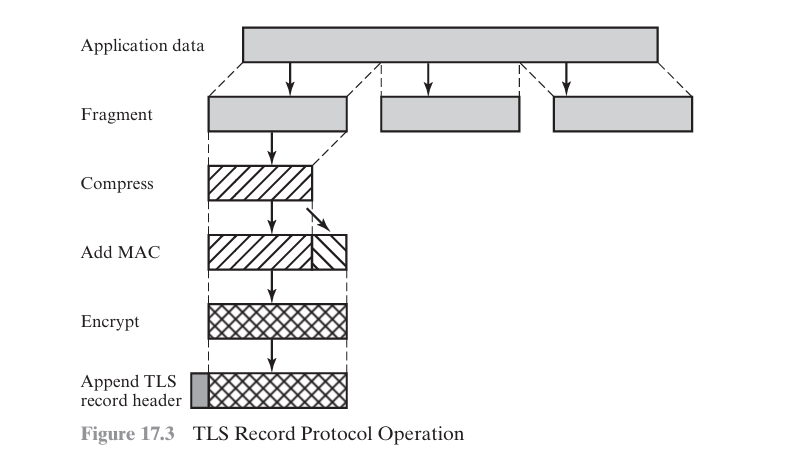 Application data
Fragment
Compress
Add MAC
Encrypt
Append TLS
record header
Figure 17.3 TLS Record Protocol Operation